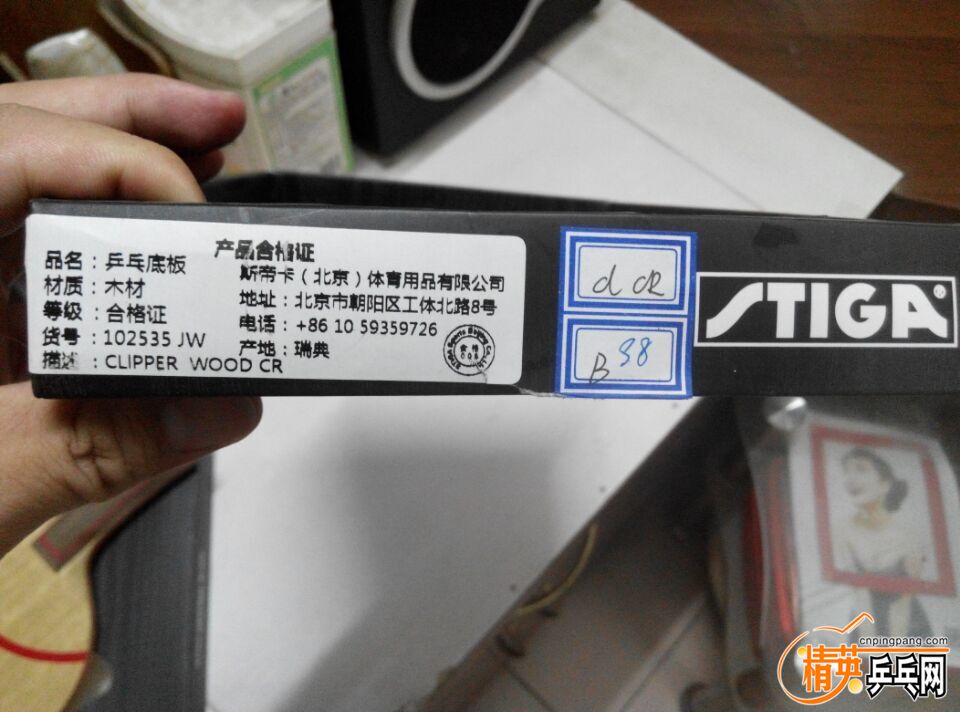 产品合格证
品名：乒乓底板
材质：木材
等级：合格证
货号：102535 JW
描述：CLIPPER WOOD CR
斯帝卡（北京）体育用品有限公司
地址：北京市朝阳区工体北路8号
电话：+86 10 59359726
产地：瑞典
d CR
B 38
STIGA®
cnpingpang.com
精英乒乓网